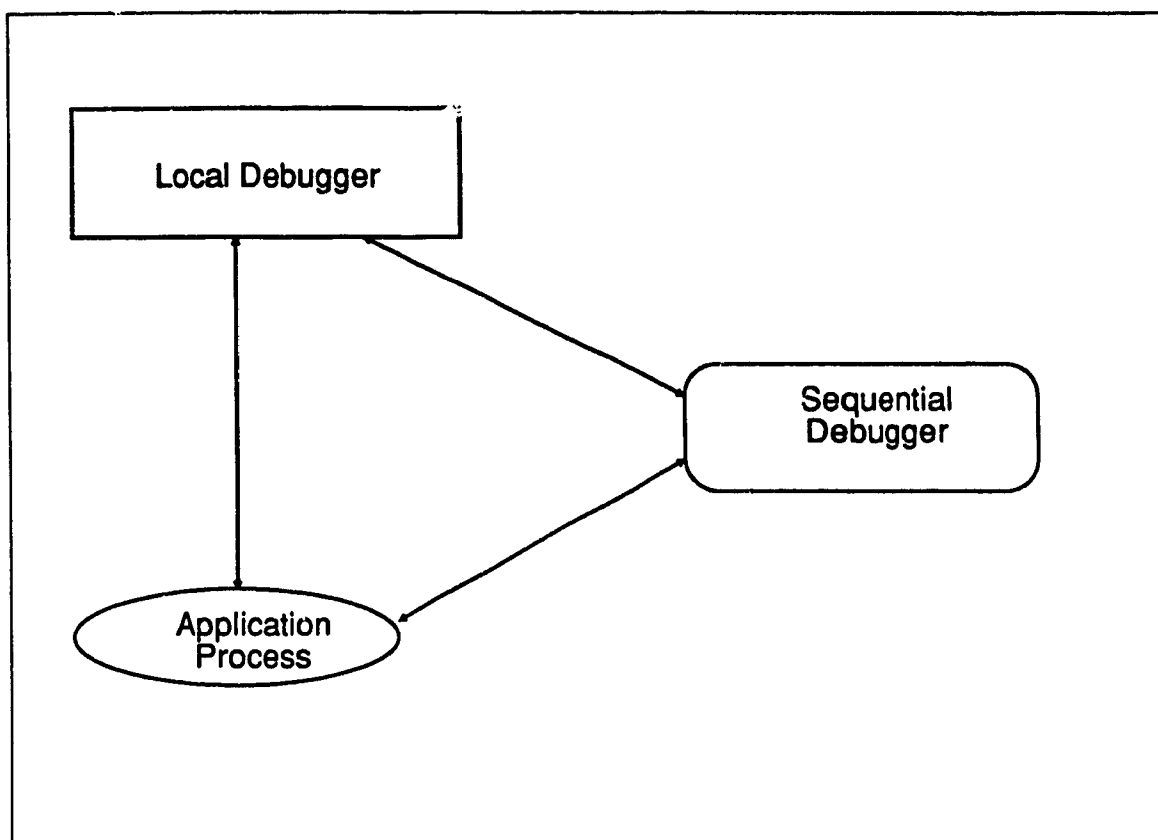 Local Debugger
Sequential
Debugger
Application
Process